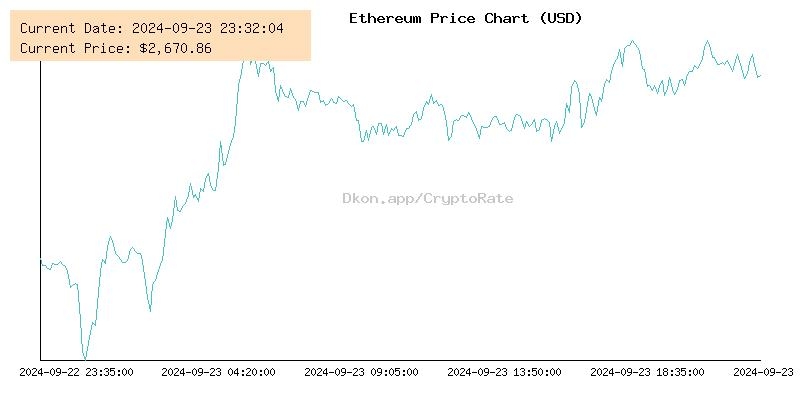 Ethereum Price Chart (USD)
Current Date: 2024-09-23 23:32:04
Current Price: $2,670.86
Dkon.app/CryptoRate
2024-09-22 23:35:00 2024-09-23 04:20:00 2024-09-23 09:05:00 2024-09-23 13:50:00 2024-09-23 18:35:00 2024-09-23